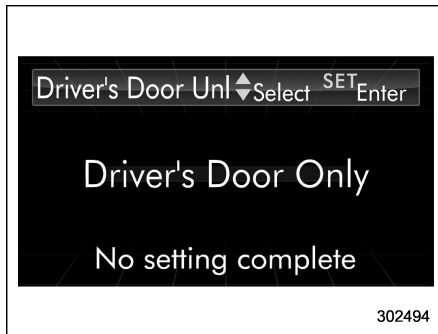 Driver's Door Unl Select SET Enter
Driver's Door Only
No setting complete
302494